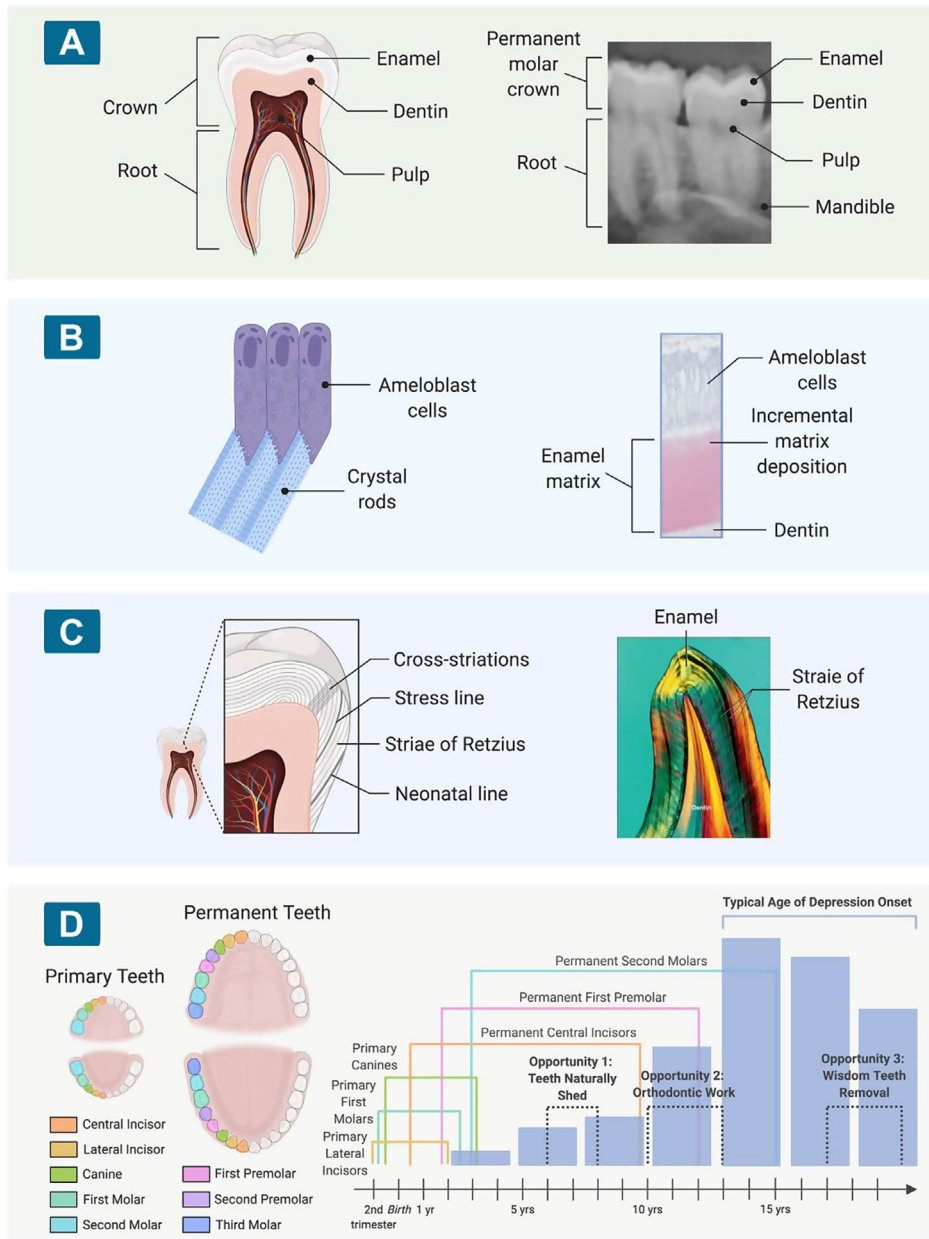 A
Crown
Root
Enamel
Dentin
Pulp
Permanent
molar
crown
Root
Enamel
Dentin
Pulp
Mandible
B
Ameloblast
cells
Crystal
rods
Enamel
matrix
Ameloblast
cells
Incremental
matrix
deposition
Dentin
C
Cross-striations
Stress line
Striae of Retzius
Neonatal line
Enamel
Straie of
Retzius
Dentin
D
Primary Teeth
Permanent Teeth
Central Incisor
Lateral Incisor
Canine
First Molar
Second Molar
First Premolar
Second Premolar
Third Molar
Typical Age of Depression Onset
Permanent Second Molars
Permanent First Premolar
Permanent Central Incisors
Primary
Canines
Primary
First
Molars
Primary
Lateral
Incisors
Opportunity 1:
Teeth Naturally
Shed
Opportunity 2:
Orthodontic Work
Opportunity 3:
Wisdom Teeth
Removal
2nd
trimester
Birth
1 yr
5 yrs
10 yrs
15 yrs